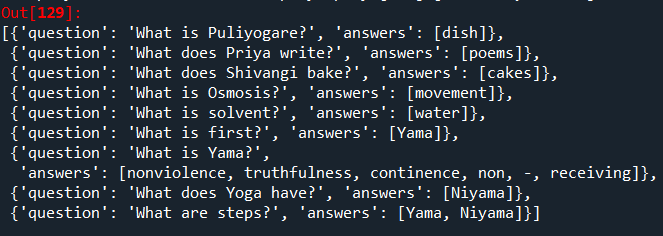 Out[129]:
[{'question': 'What is Puliyogare?', 'answers': [dish]},
 {'question': 'What does Priya write?', 'answers': [poems]},
 {'question': 'What does Shivangi bake?', 'answers': [cakes]},
 {'question': 'What is Osmosis?', 'answers': [movement]},
 {'question': 'What is solvent?', 'answers': [water]},
 {'question': 'What is first?', 'answers': [Yama]},
 {'question': 'What is Yama?',
  'answers': [nonviolence, truthfulness, continence, non, -, receiving]},
 {'question': 'What does Yoga have?', 'answers': [Niyama]},
 {'question': 'What are steps?', 'answers': [Yama, Niyama]}]